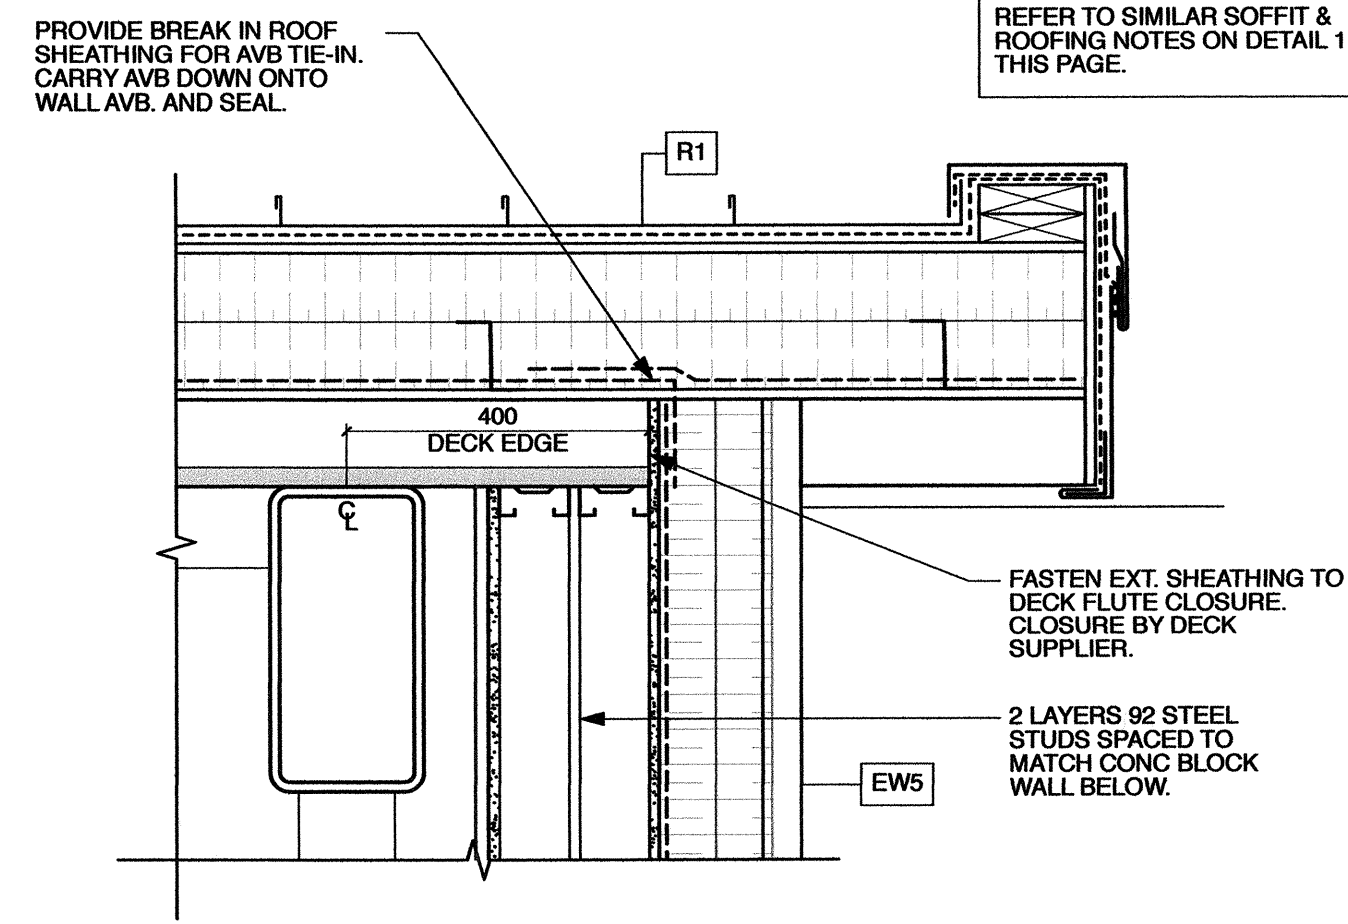 PROVIDE BREAK IN ROOF
SHEATHING FOR AVB TIE-IN.
CARRY AVB DOWN ONTO
WALL AVB. AND SEAL.
REFER TO SIMILAR SOFFIT &
ROOFING NOTES ON DETAIL 1
THIS PAGE.
R1
400
DECK EDGE
CL
FASTEN EXT. SHEATHING TO
DECK FLUTE CLOSURE.
CLOSURE BY DECK
SUPPLIER.
2 LAYERS 92 STEEL
STUDS SPACED TO
MATCH CONC BLOCK
WALL BELOW.
EW5